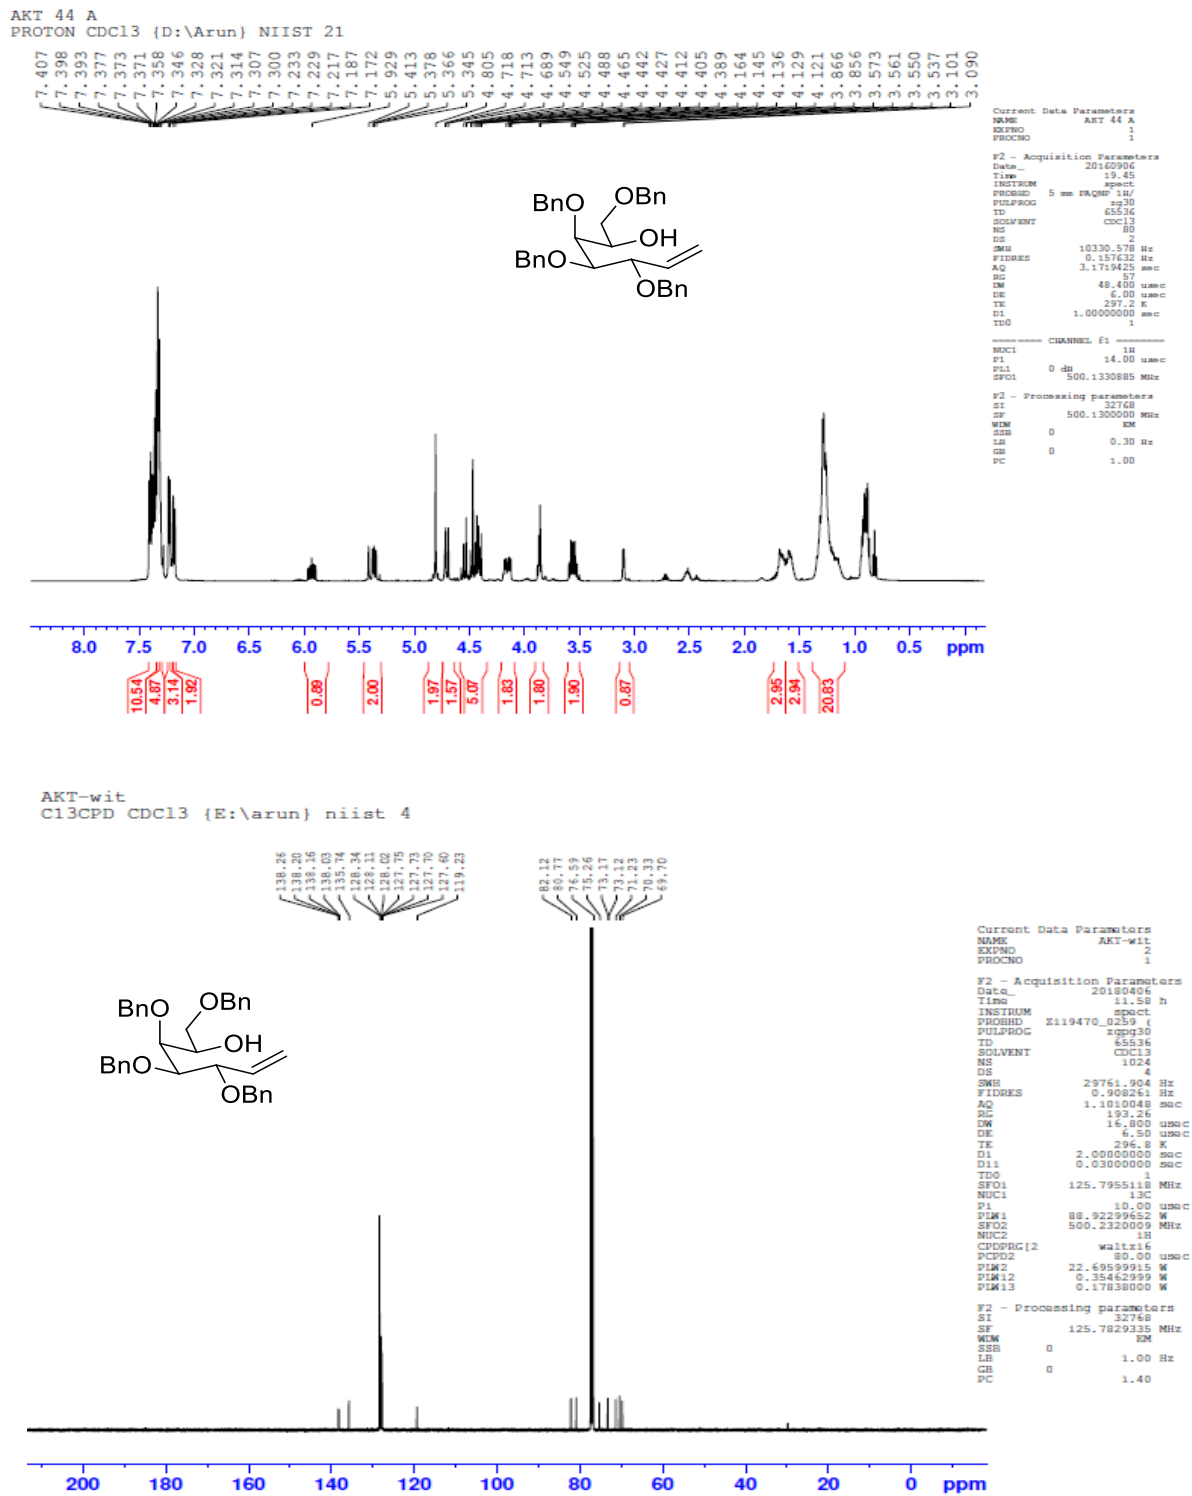 AKT 44 A
PROTON CDCl3 {D:\Arun} NIIST 21
7.407
7.398
7.393
7.377
7.373
7.371
7.358
7.346
7.328
7.321
7.314
7.307
7.300
7.233
7.229
7.217
7.187
7.172
5.929
5.413
5.378
5.366
5.345
4.805
4.718
4.713
4.689
4.549
4.525
4.488
4.465
4.442
4.427
4.412
4.405
4.389
4.164
4.145
4.136
4.129
4.121
3.866
3.856
3.573
3.561
3.550
3.537
3.101
3.090
Current Data Parameters
NAME AKT 44 A
EXPNO 1
PROCNO 1
F2 - Acquisition Parameters
Date_ 20160906
Time 19.45
INSTRUM spect
PROBHD 5 mm PAQNP 1H/
PULPROG zg30
TD 65536
SOLVENT CDCl3
NS 80
DS 2
SWH 10330.578 Hz
FIDRES 0.157632 Hz
AQ 3.1719425 sec
RG 57
DW 48.400 usec
DE 6.00 usec
TE 297.2 K
D1 1.00000000 sec
TD0 1
======== CHANNEL f1 ========
NUC1 1H
P1 14.00 usec
PL1 0 dB
SFO1 500.1330885 MHz
F2 - Processing parameters
SI 32768
SF 500.1300000 MHz
WDW EM
SSB 0
LB 0.30 Hz
GB 0
PC 1.00
BnO OBn
OH
BnO
OBn
8.0 7.5 7.0 6.5 6.0 5.5 5.0 4.5 4.0 3.5 3.0 2.5 2.0 1.5 1.0 0.5 ppm
10.54
4.87
3.14
1.92
0.89
2.00
1.97
1.57
5.07
1.83
1.80
1.90
0.87
2.95
2.94
20.83
AKT-wit
C13CPD CDCl3 {E:\arun} niist 4
138.26
138.20
138.16
138.03
135.74
128.34
128.11
128.02
127.75
127.73
127.70
127.60
119.23
82.12
80.77
76.59
75.26
73.17
73.12
71.23
70.33
69.70
Current Data Parameters
NAME AKT-wit
EXPNO 2
PROCNO 1
F2 - Acquisition Parameters
Date_ 20180406
Time 11.58 h
INSTRUM spect
PROBHD Z119470_0259 (
PULPROG zgpg30
TD 65536
SOLVENT CDCl3
NS 1024
DS 4
SWH 29761.904 Hz
FIDRES 0.908261 Hz
AQ 1.1010048 sec
RG 193.26
DW 16.800 usec
DE 6.50 usec
TE 296.8 K
D1 2.00000000 sec
D11 0.03000000 sec
TD0 1
SFO1 125.7955118 MHz
NUC1 13C
P1 10.00 usec
PLW1 88.92299652 W
SFO2 500.2320009 MHz
NUC2 1H
CPDPRG[2 waltz16
PCPD2 80.00 usec
PLW2 22.69599915 W
PLW12 0.35462999 W
PLW13 0.17838000 W
F2 - Processing parameters
SI 32768
SF 125.7829335 MHz
WDW EM
SSB 0
LB 1.00 Hz
GB 0
PC 1.40
BnO OBn
OH
BnO
OBn
200 180 160 140 120 100 80 60 40 20 0 ppm